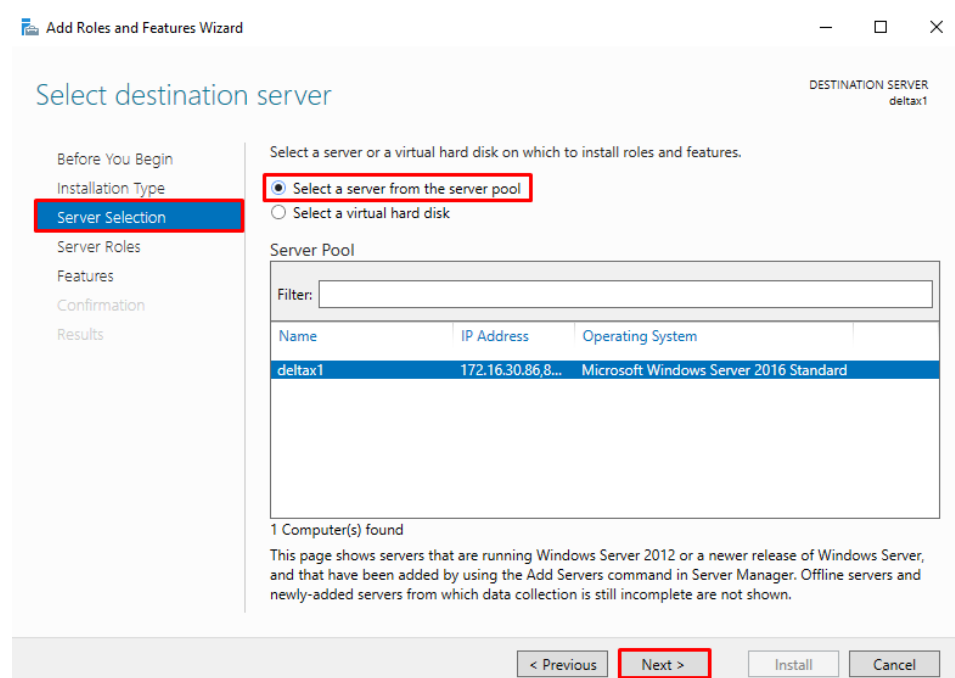 Add Roles and Features Wizard
Select destination server
DESTINATION SERVER
deltax1
Before You Begin
Installation Type
Server Selection
Server Roles
Features
Confirmation
Results
Select a server or a virtual hard disk on which to install roles and features.
Select a server from the server pool
Select a virtual hard disk
Server Pool
Filter:
Name IP Address Operating System
deltax1 172.16.30.86,8... Microsoft Windows Server 2016 Standard
1 Computer(s) found
This page shows servers that are running Windows Server 2012 or a newer release of Windows Server,
and that have been added by using the Add Servers command in Server Manager. Offline servers and
newly-added servers from which data collection is still incomplete are not shown.
< Previous Next > Install Cancel